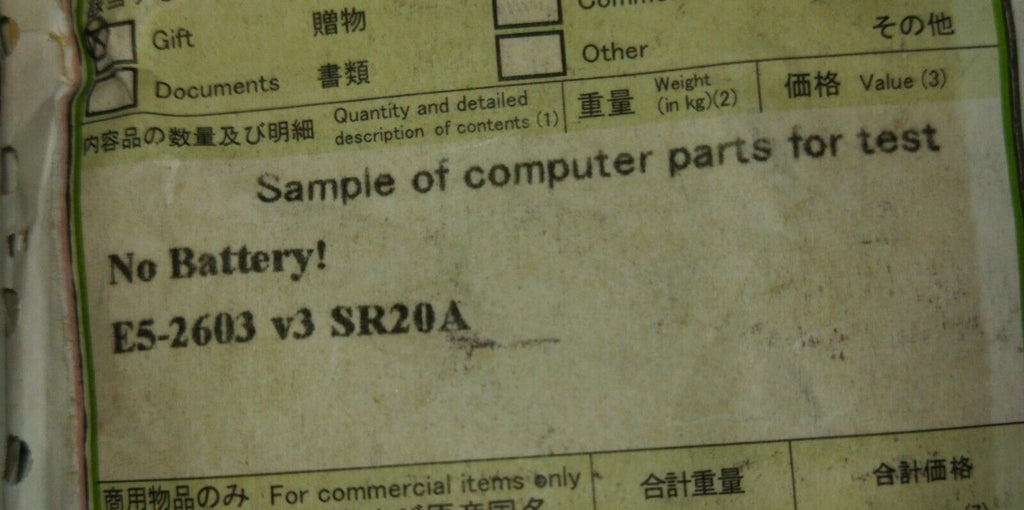 Gift 贈物
その他
Documents 書類
Other
内容品の数量及び明細 Quantity and detailed description of contents (1)
重量 Weight (in kg)(2)
価格 Value (3)
Sample of computer parts for test
No Battery!
E5-2603 v3 SR20A
商用物品のみ For commercial items only
合計重量
合計価格